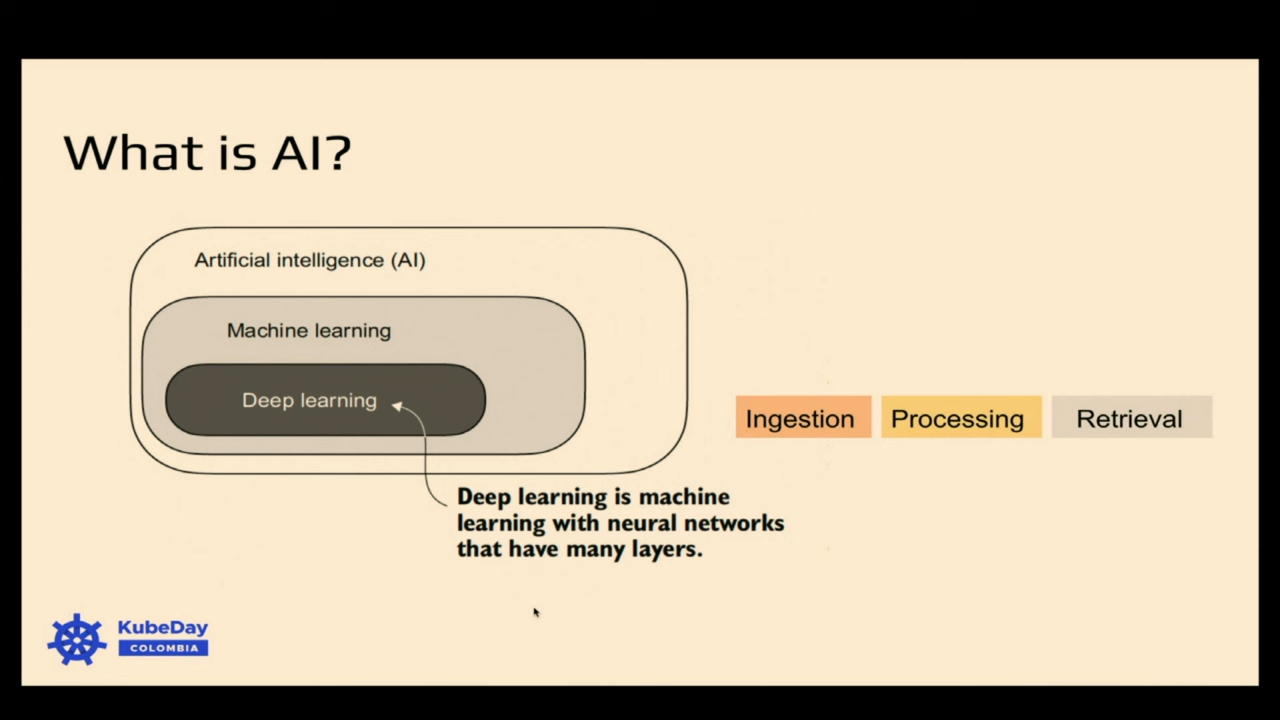 What is AI?
Artificial intelligence (AI)
Machine learning
Deep learning
Ingestion
Processing
Retrieval
Deep learning is machine
learning with neural networks
that have many layers.
KubeDay
COLOMBIA